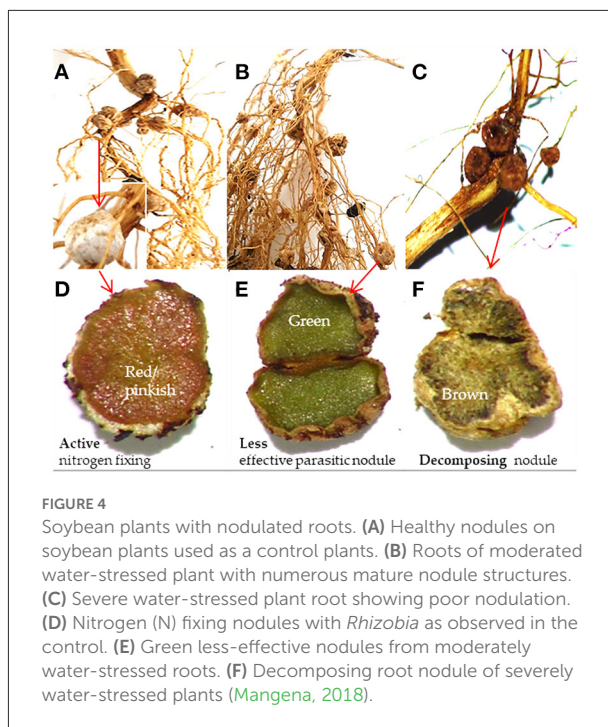 A
B
C
D
E
F
Red/
pinkish
Green
Brown
Active
nitrogen fixing
Less
effective parasitic nodule
Decomposing nodule
FIGURE 4
Soybean plants with nodulated roots. (A) Healthy nodules on
soybean plants used as a control plants. (B) Roots of moderated
water-stressed plant with numerous mature nodule structures.
(C) Severe water-stressed plant root showing poor nodulation.
(D) Nitrogen (N) fixing nodules with Rhizobia as observed in the
control. (E) Green less-effective nodules from moderately
water-stressed roots. (F) Decomposing root nodule of severely
water-stressed plants (Mangena, 2018).